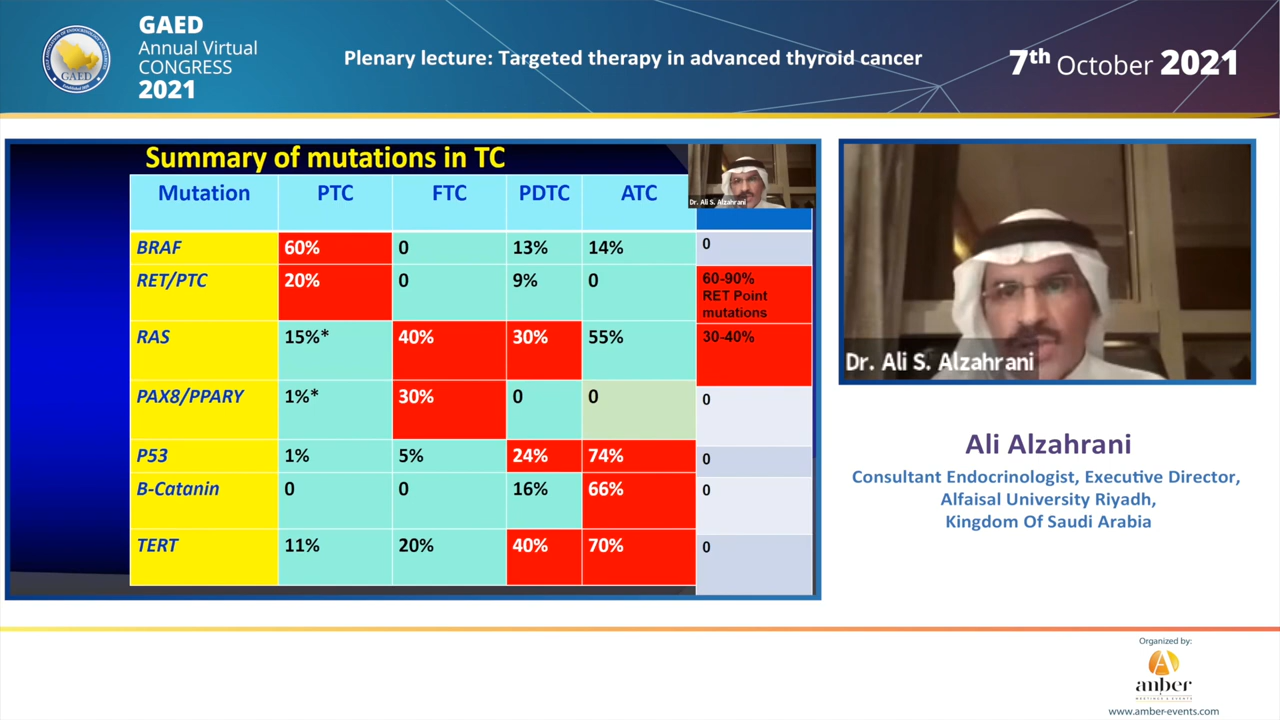 GAED
Annual Virtual
CONGRESS
2021
GAED
Plenary lecture: Targeted therapy in advanced thyroid cancer
7th October 2021
Summary of mutations in TC
Mutation PTC FTC PDTC ATC
Dr. Ali S. Alzahrani
BRAF 60% 0 13% 14% 0
RET/PTC 20% 0 9% 0 60-90%
RET Point
mutations
RAS 15%* 40% 30% 55% 30-40%
PAX8/PPARY 1%* 30% 0 0 0
P53 1% 5% 24% 74% 0
B-Catanin 0 0 16% 66% 0
TERT 11% 20% 40% 70% 0
Dr. Ali S. Alzahrani
Ali Alzahrani
Consultant Endocrinologist, Executive Director,
Alfaisal University Riyadh,
Kingdom Of Saudi Arabia
Organized by:
anber
www.amber-events.com